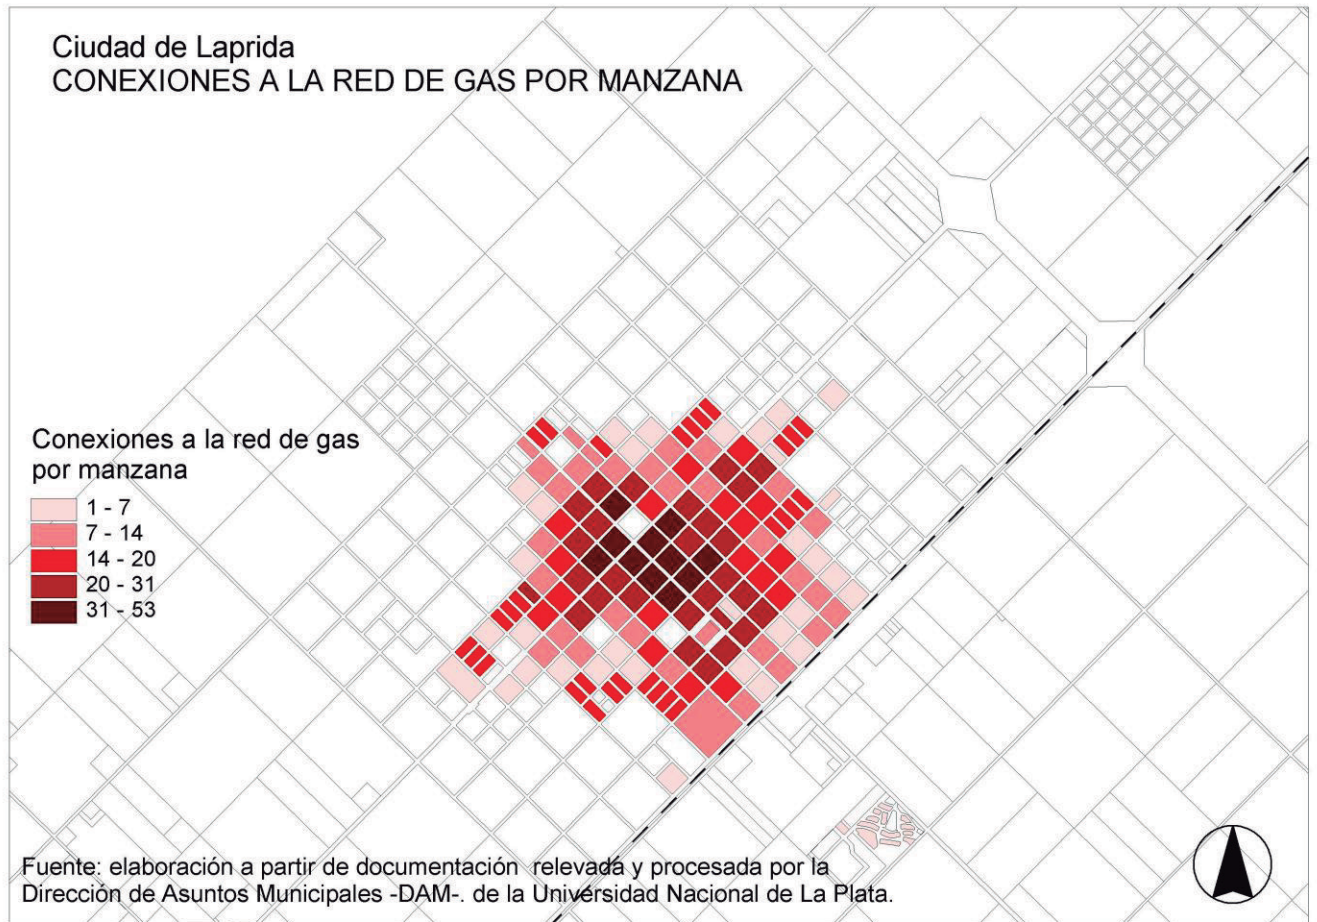 Ciudad de Laprida
CONEXIONES A LA RED DE GAS POR MANZANA
Conexiones a la red de gas
por manzana
1 - 7
7 - 14
14 - 20
20 - 31
31 - 53
Fuente: elaboración a partir de documentación relevada y procesada por la
Dirección de Asuntos Municipales -DAM-. de la Universidad Nacional de La Plata.